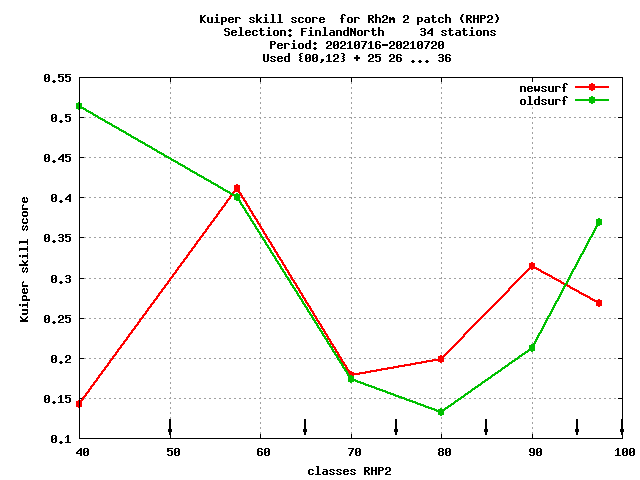 Kuiper skill score  for Rh2m 2 patch (RHP2)
Selection: FinlandNorth     34 stations
Period: 20210716-20210720
Used {00,12} + 25 26 ... 36
newsurf
oldsurf
0.55
0.5
0.45
0.4
0.35
0.3
0.25
0.2
0.15
0.1
Kuiper skill score
40 50 60 70 80 90 100
classes RHP2